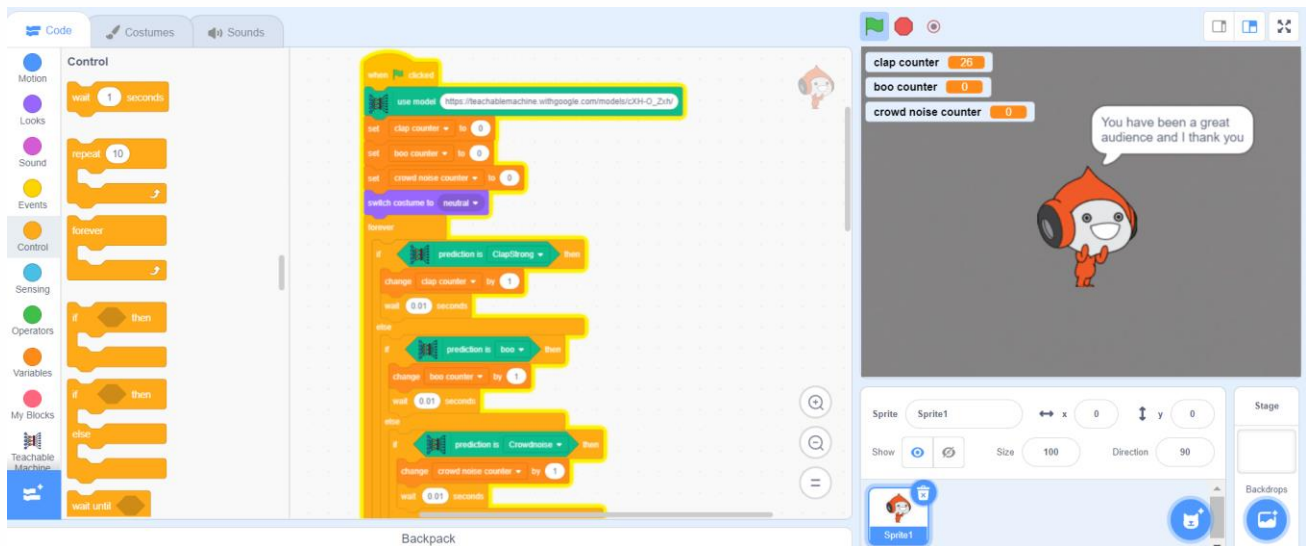 Code
Costumes
Sounds
Motion
Looks
Sound
Events
Control
Sensing
Operators
Variables
My Blocks
Teachable
Machine
Control
wait 1 seconds
repeat 10
forever
if then
if then
else
wait until
when clicked
use model https://teachablemachine.withgoogle.com/models/cXH-O_Zxh/
set clap counter to 0
set boo counter to 0
set crowd noise counter to 0
switch costume to neutral
forever
if prediction is ClapStrong then
change clap counter by 1
wait 0.01 seconds
else
if prediction is boo then
change boo counter by 1
wait 0.01 seconds
else
if prediction is Crowdnoise then
change crowd noise counter by 1
wait 0.01 seconds
Backpack
clap counter 26
boo counter 0
crowd noise counter 0
You have been a great
audience and I thank you
Sprite Sprite1 x 0 y 0
Show Size 100 Direction 90
Sprite1
Stage
Backdrops